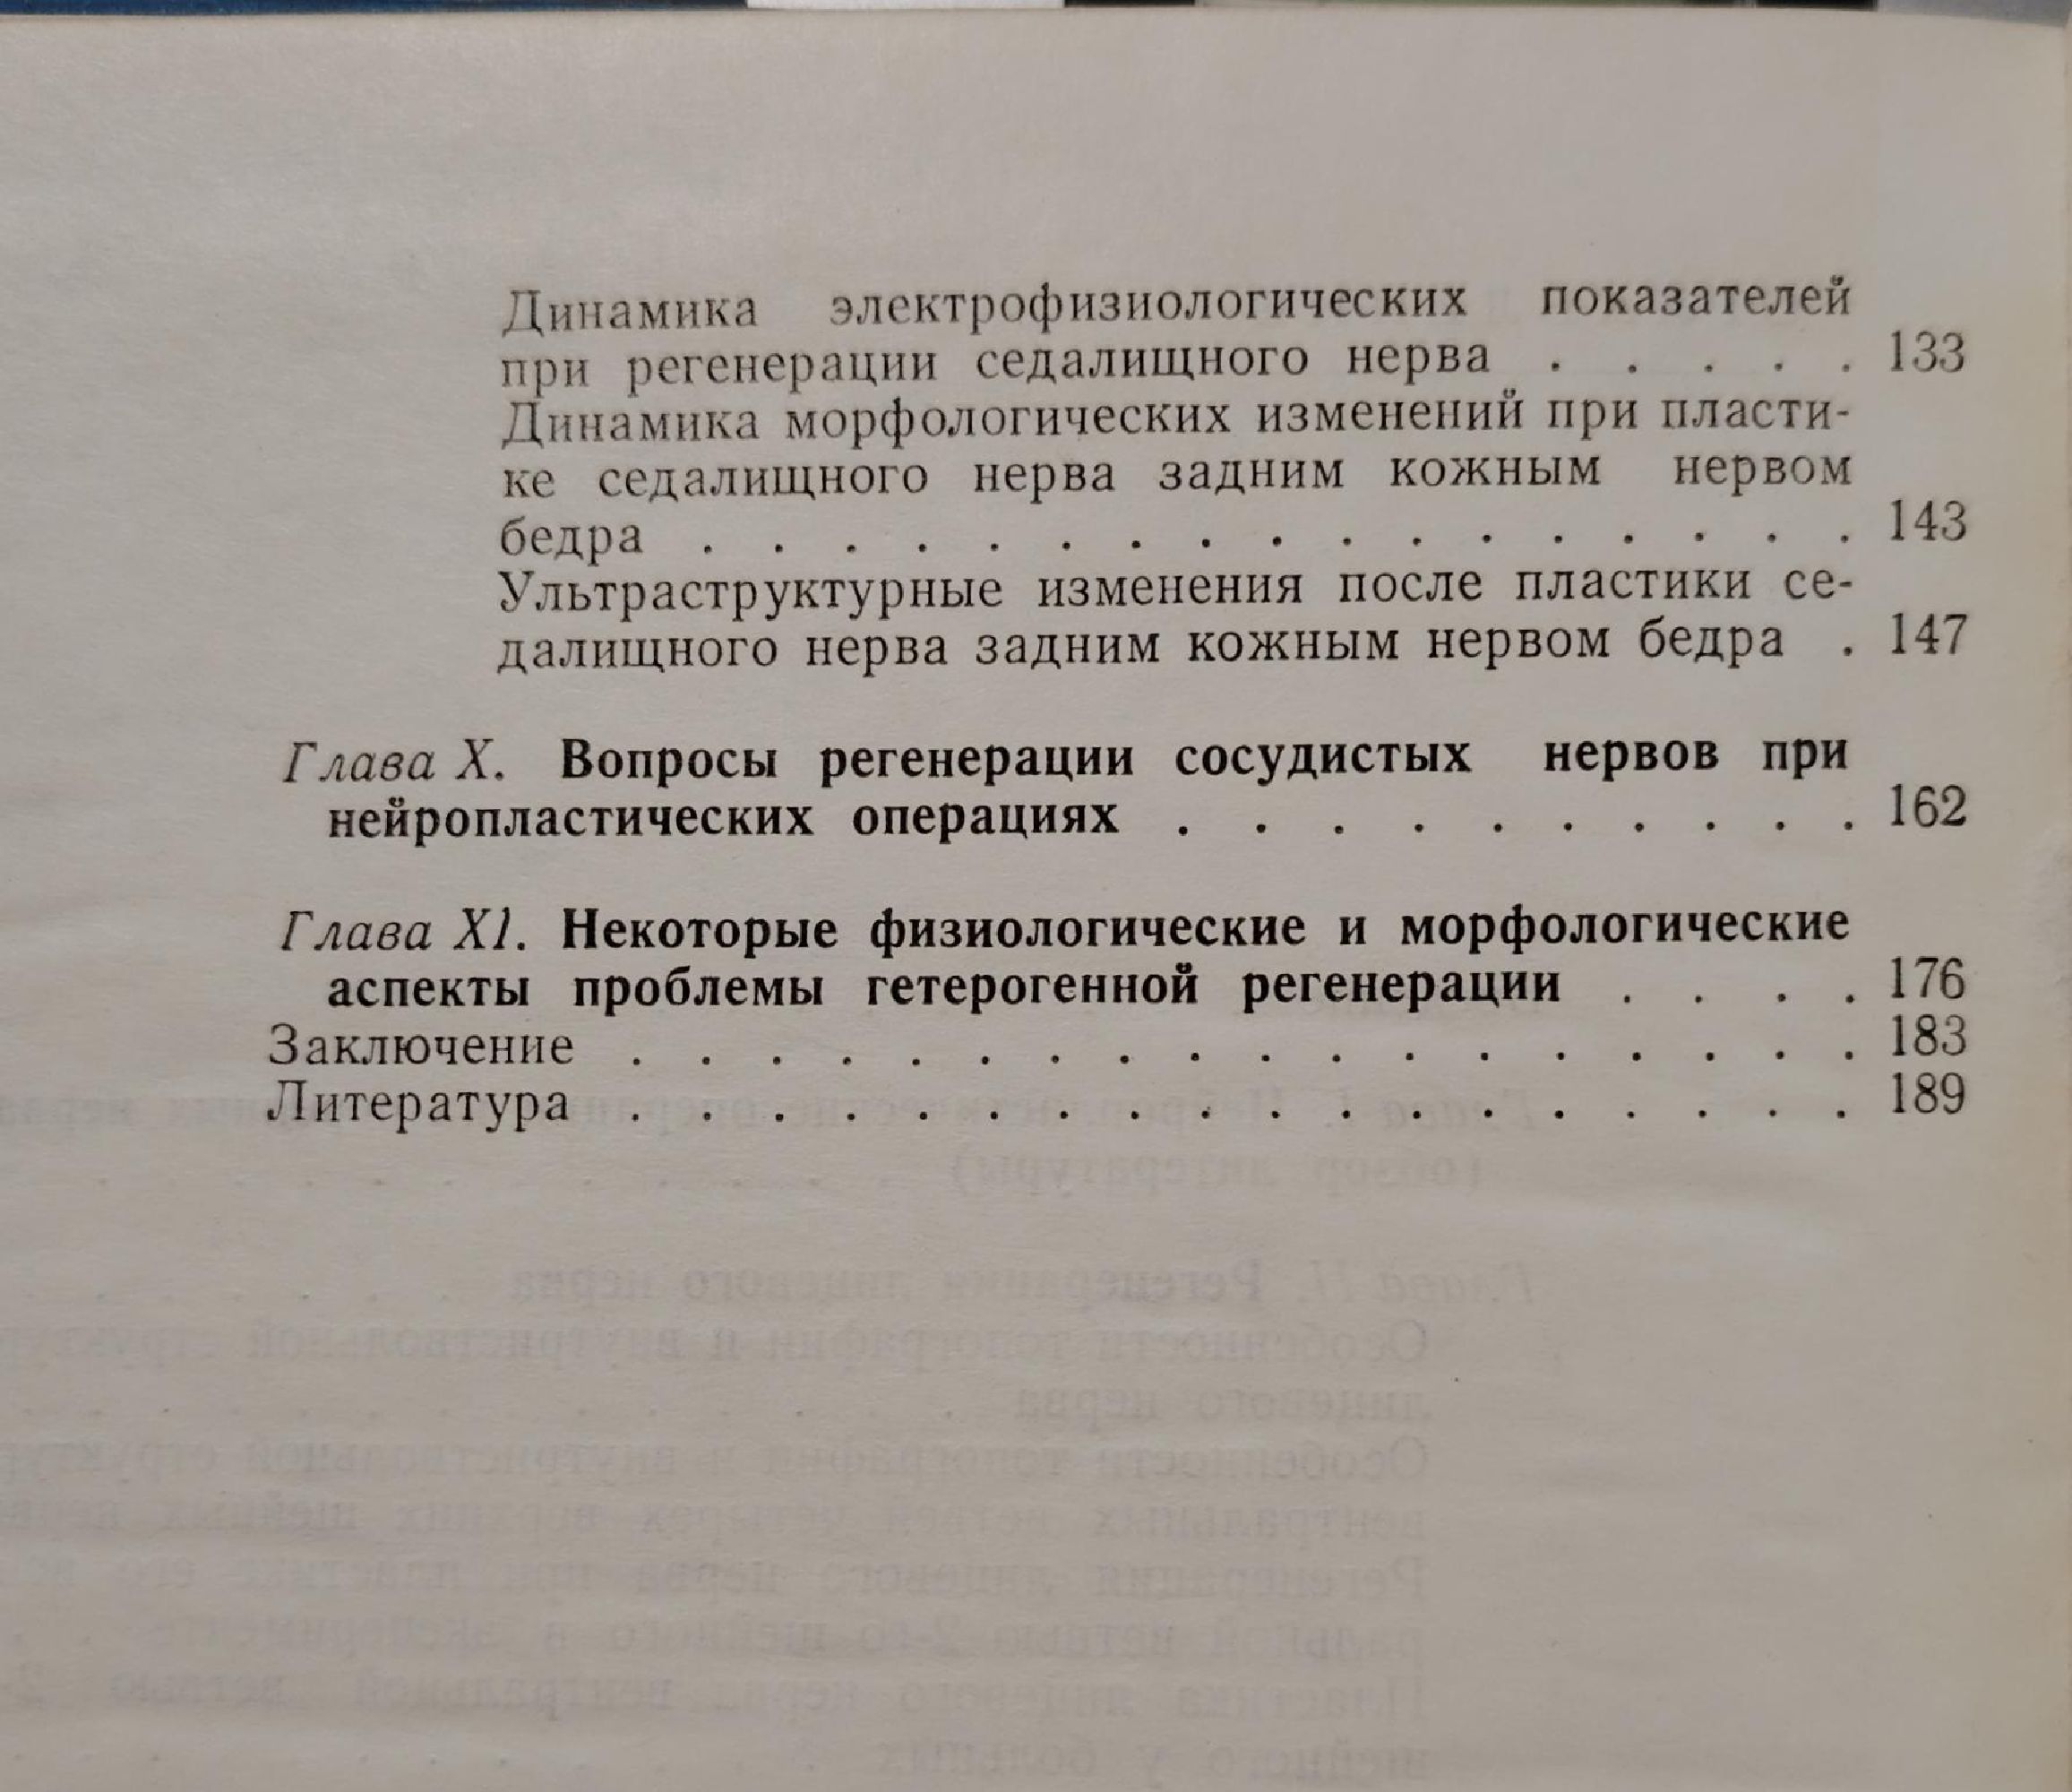 Динамика электрофизиологических показателей
при регенерации седалищного нерва . . . . . 133
Динамика морфологических изменений при пласти-
ке седалищного нерва задним кожным нервом
бедра . . . . . . . . . . . . . . . . . 143
Ультраструктурные изменения после пластики се-
далищного нерва задним кожным нервом бедра . 147
Глава X. Вопросы регенерации сосудистых нервов при
нейропластических операциях . . . . . . . . . . 162
Глава XI. Некоторые физиологические и морфологические
аспекты проблемы гетерогенной регенерации . . . . 176
Заключение . . . . . . . . . . . . . . . . . . 183
Литература . . . . . . . . . . . . . . . . . . 189